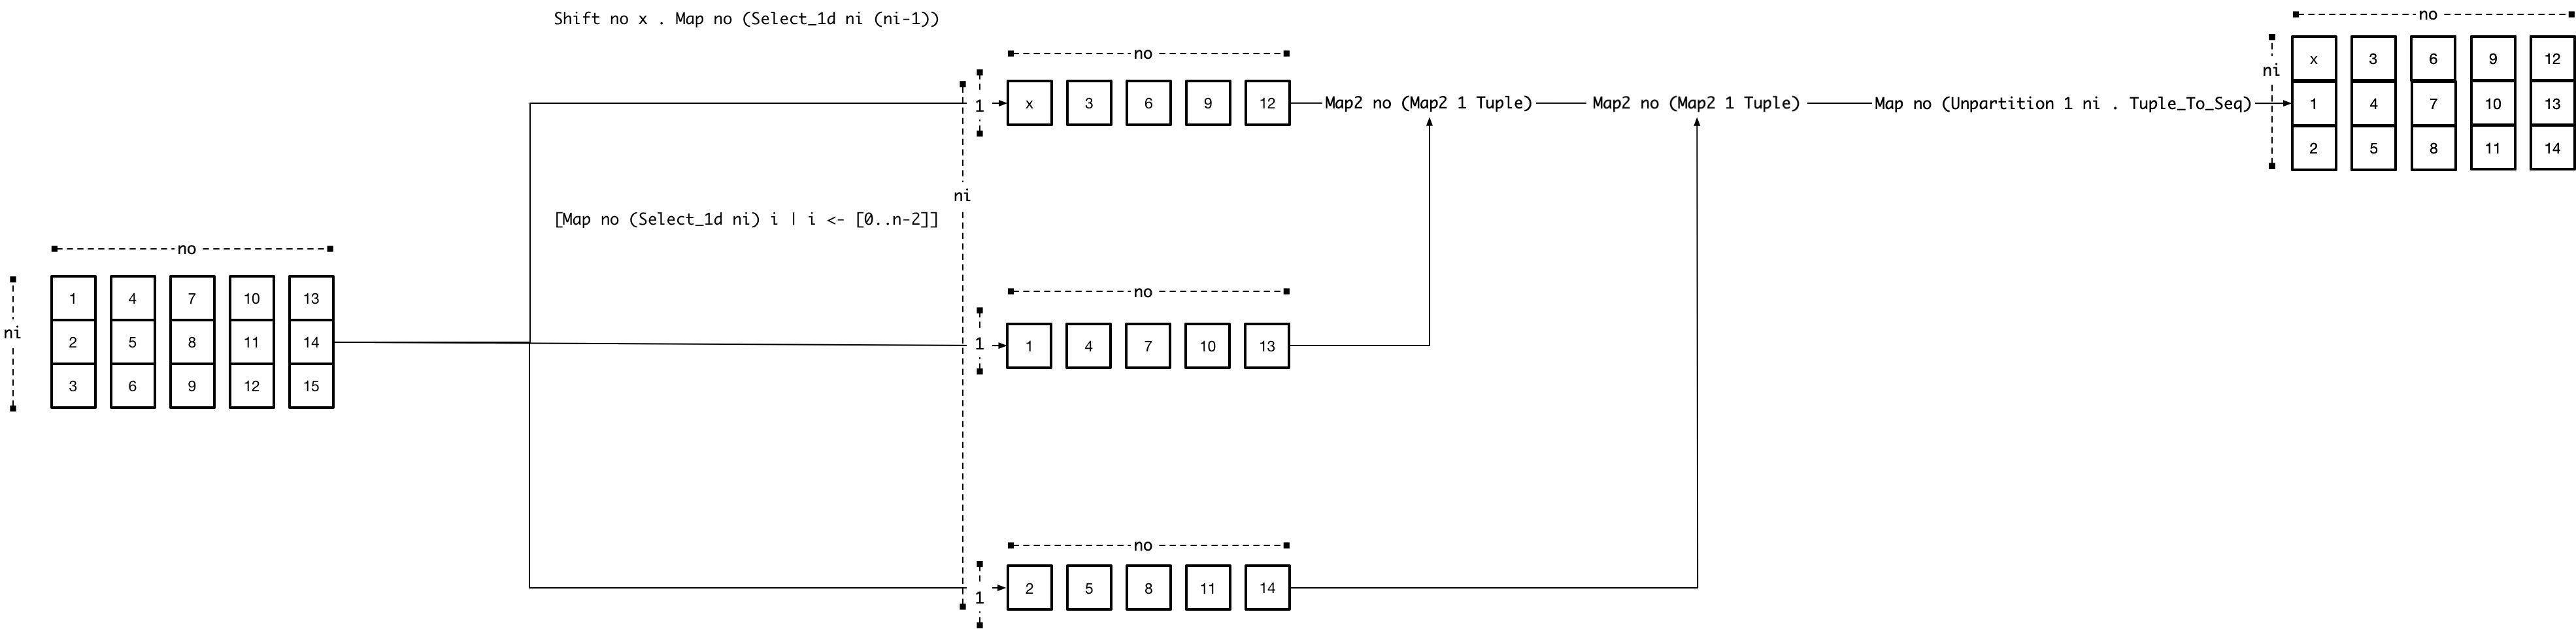 Shift no x . Map no (Select_1d ni (ni-1))
[Map no (Select_1d ni) i | i <- [0..n-2]]
no
ni
1 4 7 10 13
2 5 8 11 14
3 6 9 12 15
ni
no
1
x 3 6 9 12
no
1
1 4 7 10 13
no
1
2 5 8 11 14
Map2 no (Map2 1 Tuple)
Map2 no (Map2 1 Tuple)
Map no (Unpartition 1 ni . Tuple_To_Seq)
no
ni
x 3 6 9 12
1 4 7 10 13
2 5 8 11 14